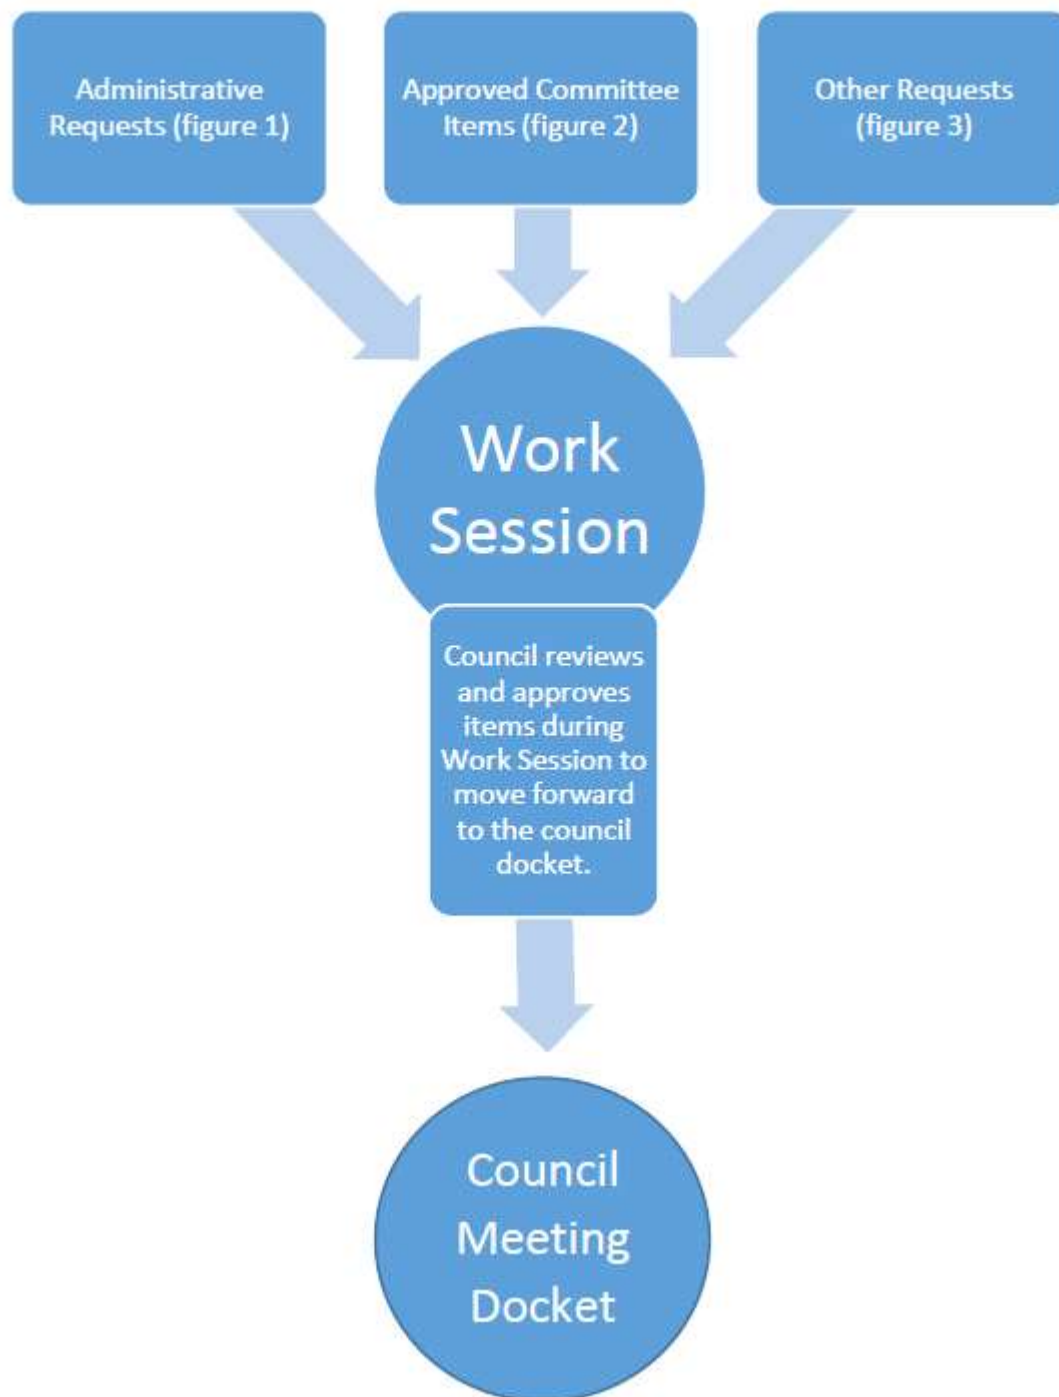 Administrative
Requests (figure 1)
Approved Committee
Items (figure 2)
Other Requests
(figure 3)
Work
Session
Council reviews
and approves
items during
Work Session to
move forward
to the council
docket.
Council
Meeting
Docket